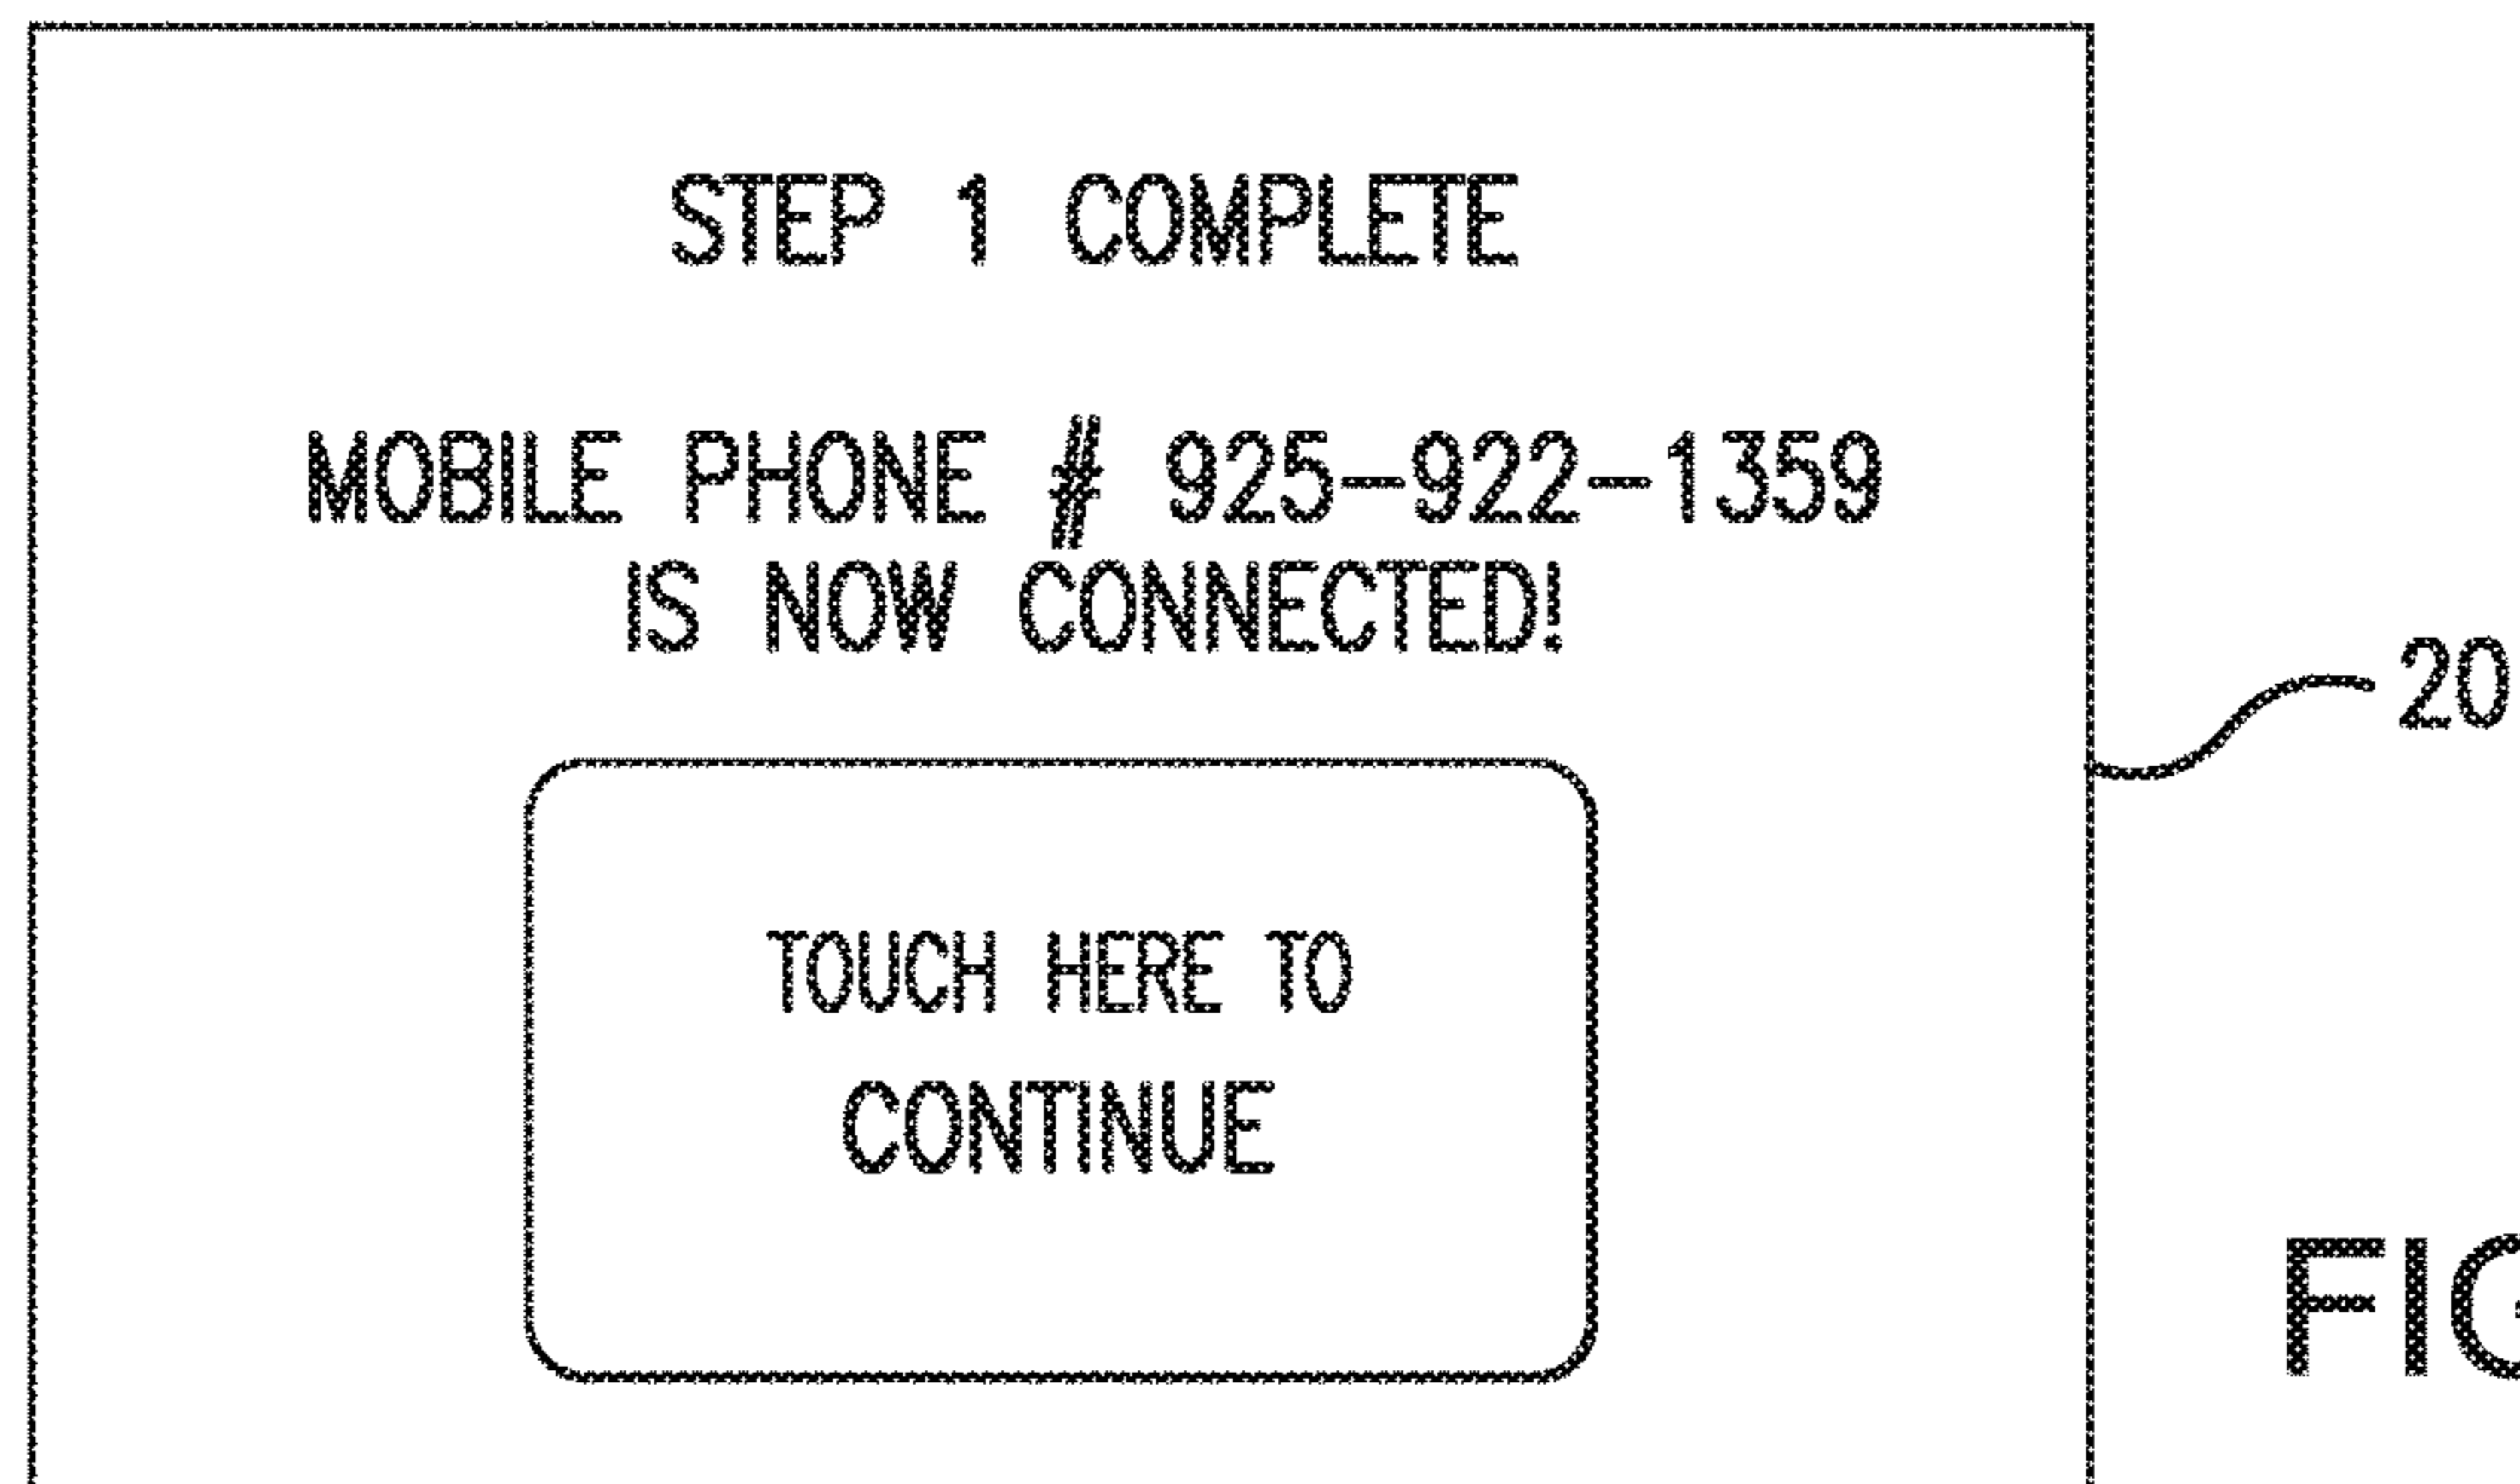 STEP 1 COMPLETE
MOBILE PHONE # 925-922-1359
IS NOW CONNECTED!
20
TOUCH HERE TO
CONTINUE
FIG